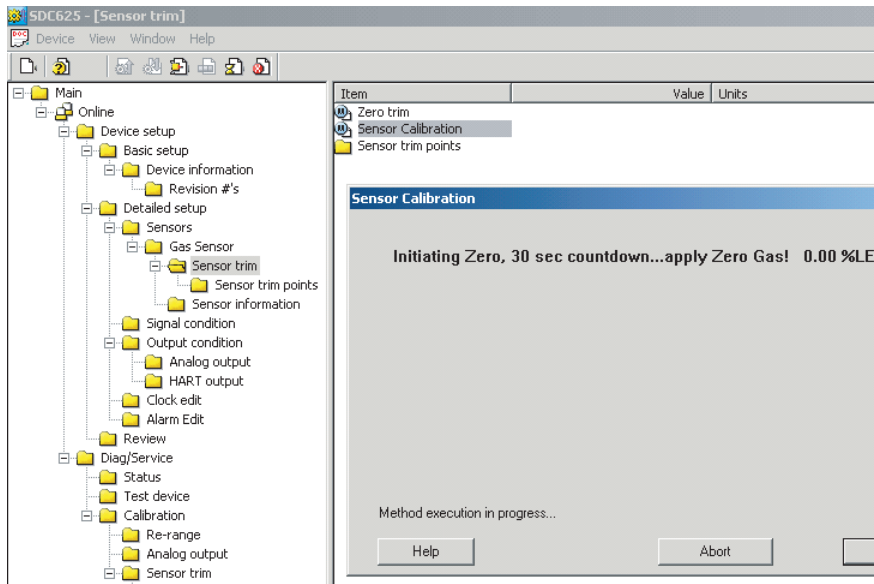 SDC625 - [Sensor trim]
Device View Window Help
Main
Online
Device setup
Basic setup
Device information
Revision #'s
Detailed setup
Sensors
Gas Sensor
Sensor trim
Sensor trim points
Sensor information
Signal condition
Output condition
Analog output
HART output
Clock edit
Alarm Edit
Review
Diag/Service
Status
Test device
Calibration
Re-range
Analog output
Sensor trim
Item Value Units
Zero trim
Sensor Calibration
Sensor trim points
Sensor Calibration
Initiating Zero, 30 sec countdown...apply Zero Gas! 0.00 %LE
Method execution in progress...
Help Abort